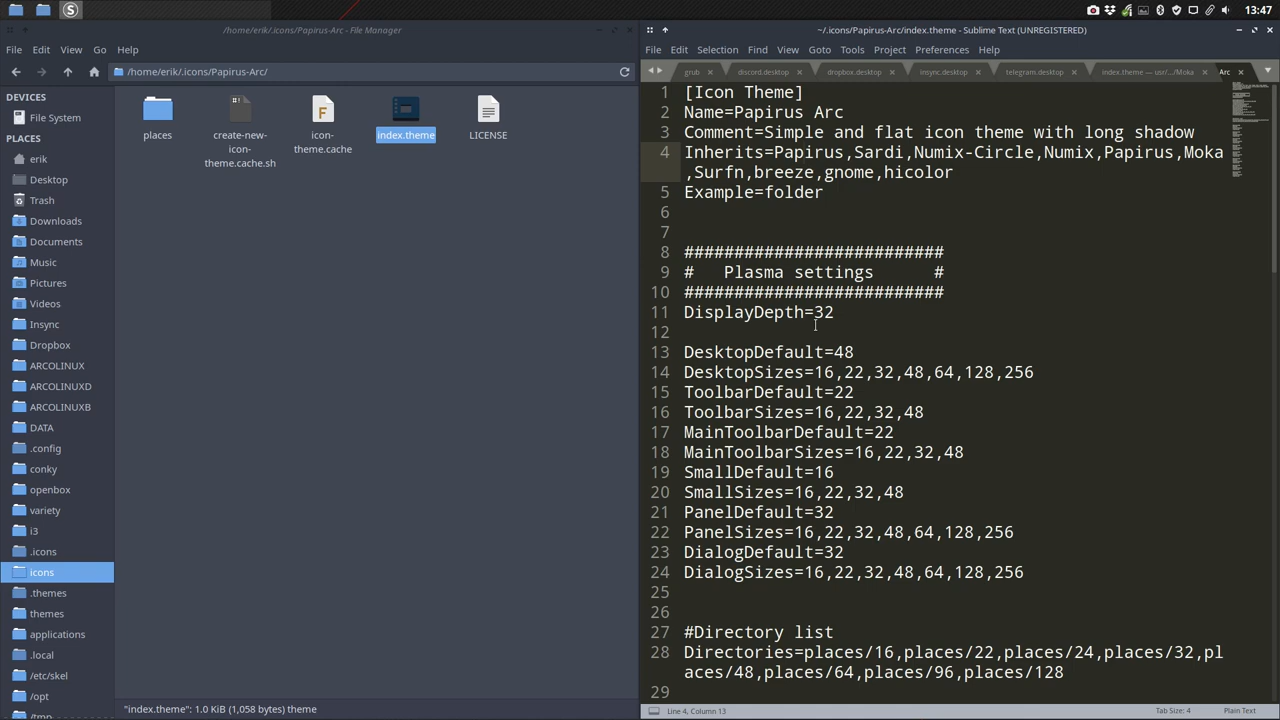 13:47
/home/erik/.icons/Papirus-Arc - File Manager
File Edit View Go Help
/home/erik/.icons/Papirus-Arc/
DEVICES
File System
PLACES
erik
Desktop
Trash
Downloads
Documents
Music
Pictures
Videos
Insync
Dropbox
ARCOLINUX
ARCOLINUXD
ARCOLINUXB
DATA
.config
conky
openbox
variety
i3
.icons
icons
.themes
themes
applications
.local
/etc/skel
/opt
/tmp
places
create-new-icon-theme.cache.sh
icon-theme.cache
index.theme
LICENSE
"index.theme": 1.0 KiB (1,058 bytes) theme
~/.icons/Papirus-Arc/index.theme - Sublime Text (UNREGISTERED)
File Edit Selection Find View Goto Tools Project Preferences Help
grub discord.desktop dropbox.desktop insync.desktop telegram.desktop index.theme — usr/.../Moka Arc
1 [Icon Theme]
2 Name=Papirus Arc
3 Comment=Simple and flat icon theme with long shadow
4 Inherits=Papirus,Sardi,Numix-Circle,Numix,Papirus,Moka
,Surfn,breeze,gnome,hicolor
5 Example=folder
6
7
8 ##########################
9 #   Plasma settings      #
10 ##########################
11 DisplayDepth=32
12
13 DesktopDefault=48
14 DesktopSizes=16,22,32,48,64,128,256
15 ToolbarDefault=22
16 ToolbarSizes=16,22,32,48
17 MainToolbarDefault=22
18 MainToolbarSizes=16,22,32,48
19 SmallDefault=16
20 SmallSizes=16,22,32,48
21 PanelDefault=32
22 PanelSizes=16,22,32,48,64,128,256
23 DialogDefault=32
24 DialogSizes=16,22,32,48,64,128,256
25
26
27 #Directory list
28 Directories=places/16,places/22,places/24,places/32,pl
aces/48,places/64,places/96,places/128
29
Line 4, Column 13
Tab Size: 4
Plain Text